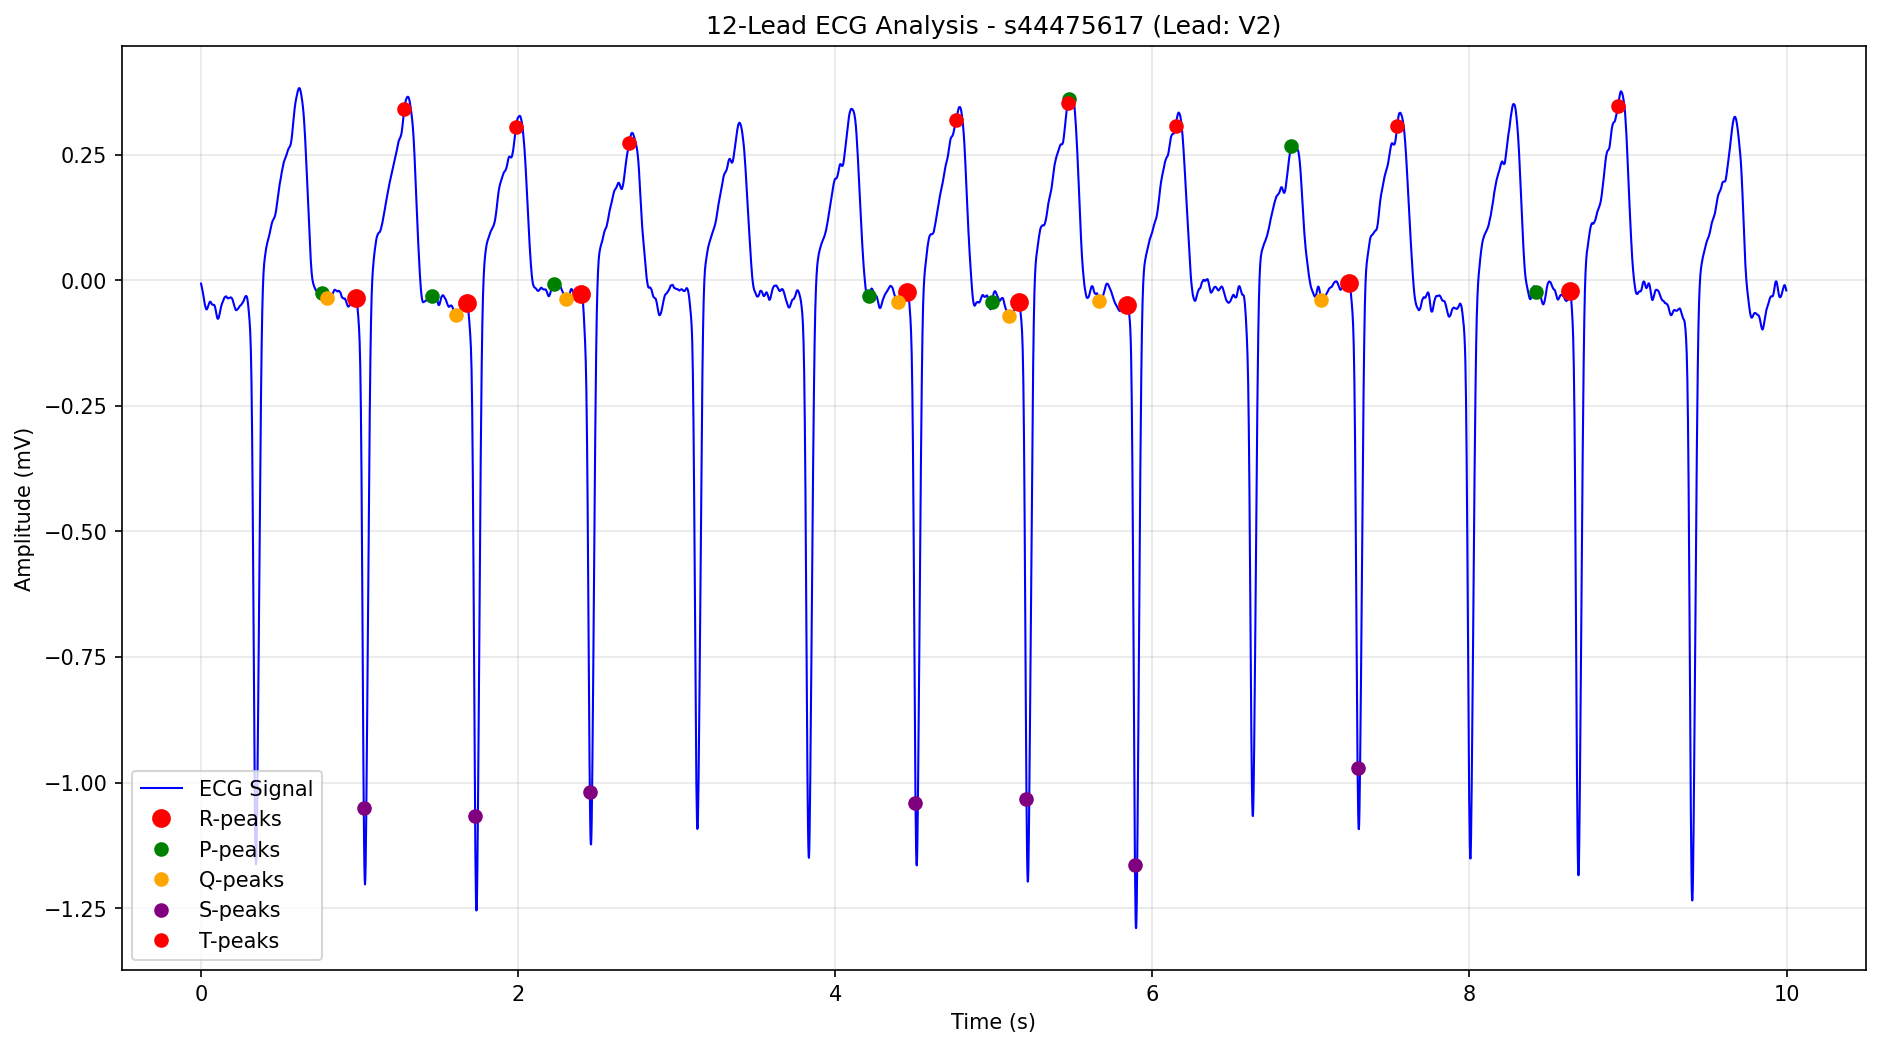 12-Lead ECG Analysis - s44475617 (Lead: V2)
Amplitude (mV)
0.25
0.00
−0.25
−0.50
−0.75
−1.00
−1.25
ECG Signal
R-peaks
P-peaks
Q-peaks
S-peaks
T-peaks
0 2 4 6 8 10
Time (s)